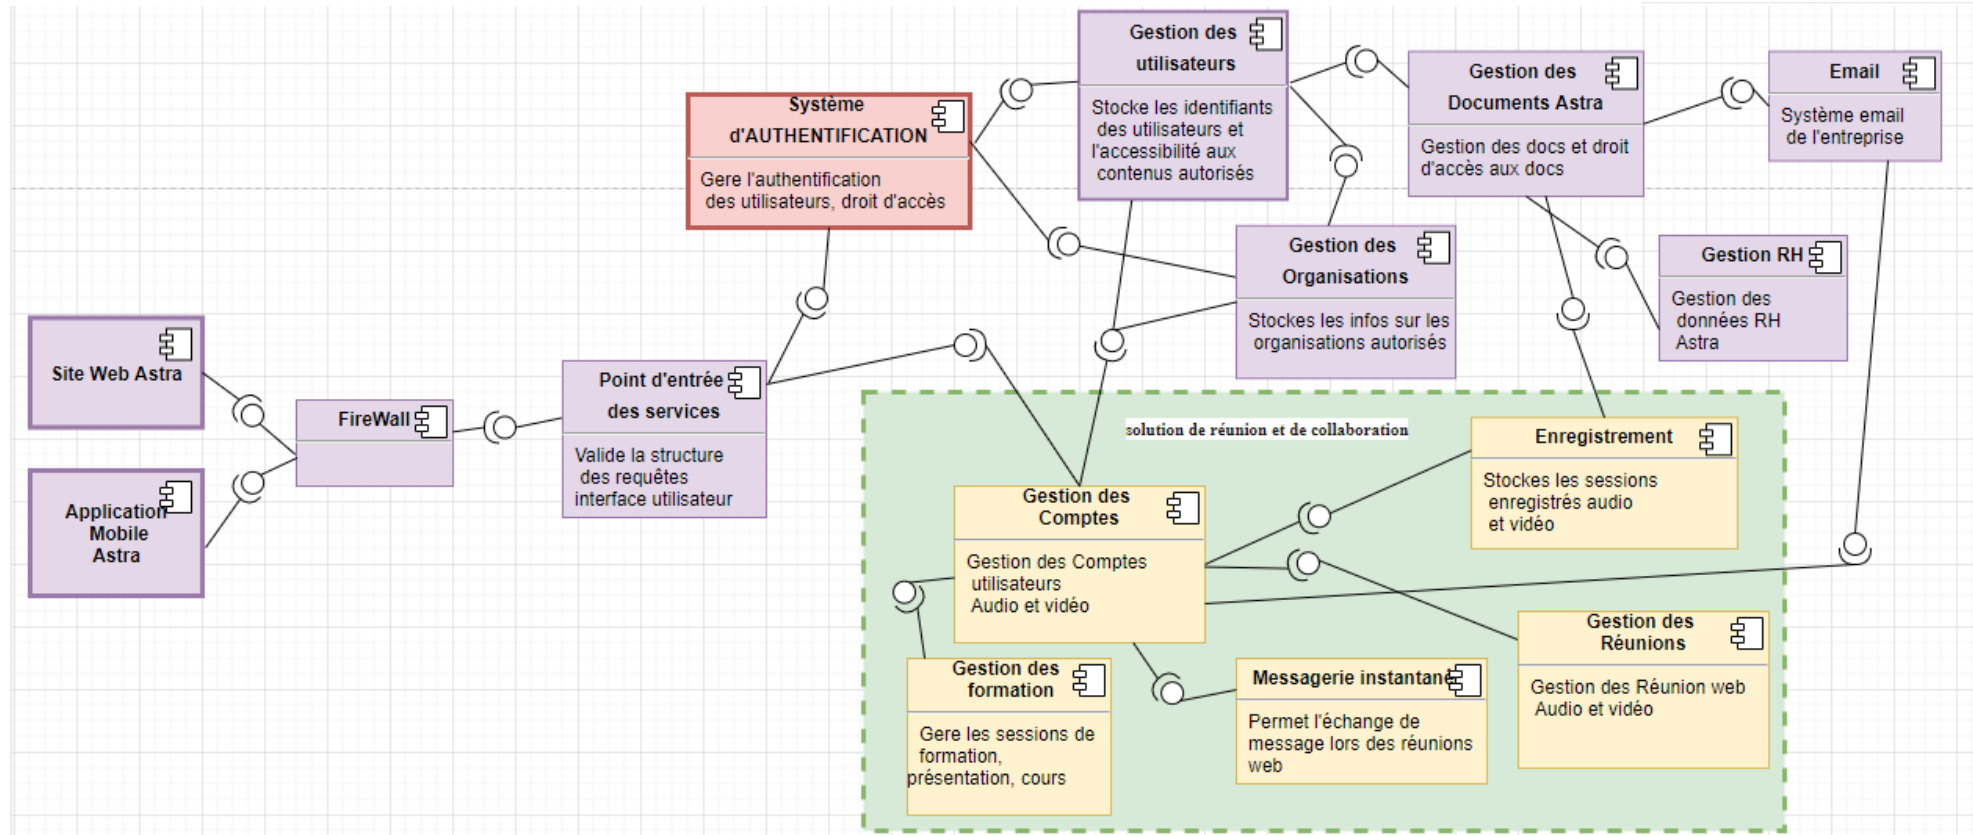 Gestion des
utilisateurs
Stocke les identifiants
des utilisateurs et
l'accessibilité aux
contenus autorisés
Gestion des
Documents Astra
Gestion des docs et droit
d'accès aux docs
Email
Système email
de l'entreprise
Système
d'AUTHENTIFICATION
Gere l'authentification
des utilisateurs, droit d'accès
Gestion des
Organisations
Stockes les infos sur les
organisations autorisés
Gestion RH
Gestion des
données RH
Astra
Site Web Astra
Application
Mobile
Astra
FireWall
Point d'entrée
des services
Valide la structure
des requêtes
interface utilisateur
solution de réunion et de collaboration
Enregistrement
Stockes les sessions
enregistrés audio
et vidéo
Gestion des
Comptes
Gestion des Comptes
utilisateurs
Audio et vidéo
Gestion des
Réunions
Gestion des Réunion web
Audio et vidéo
Gestion des
formation
Gere les sessions de
formation,
présentation, cours
Messagerie instantané
Permet l'échange de
message lors des réunions
web